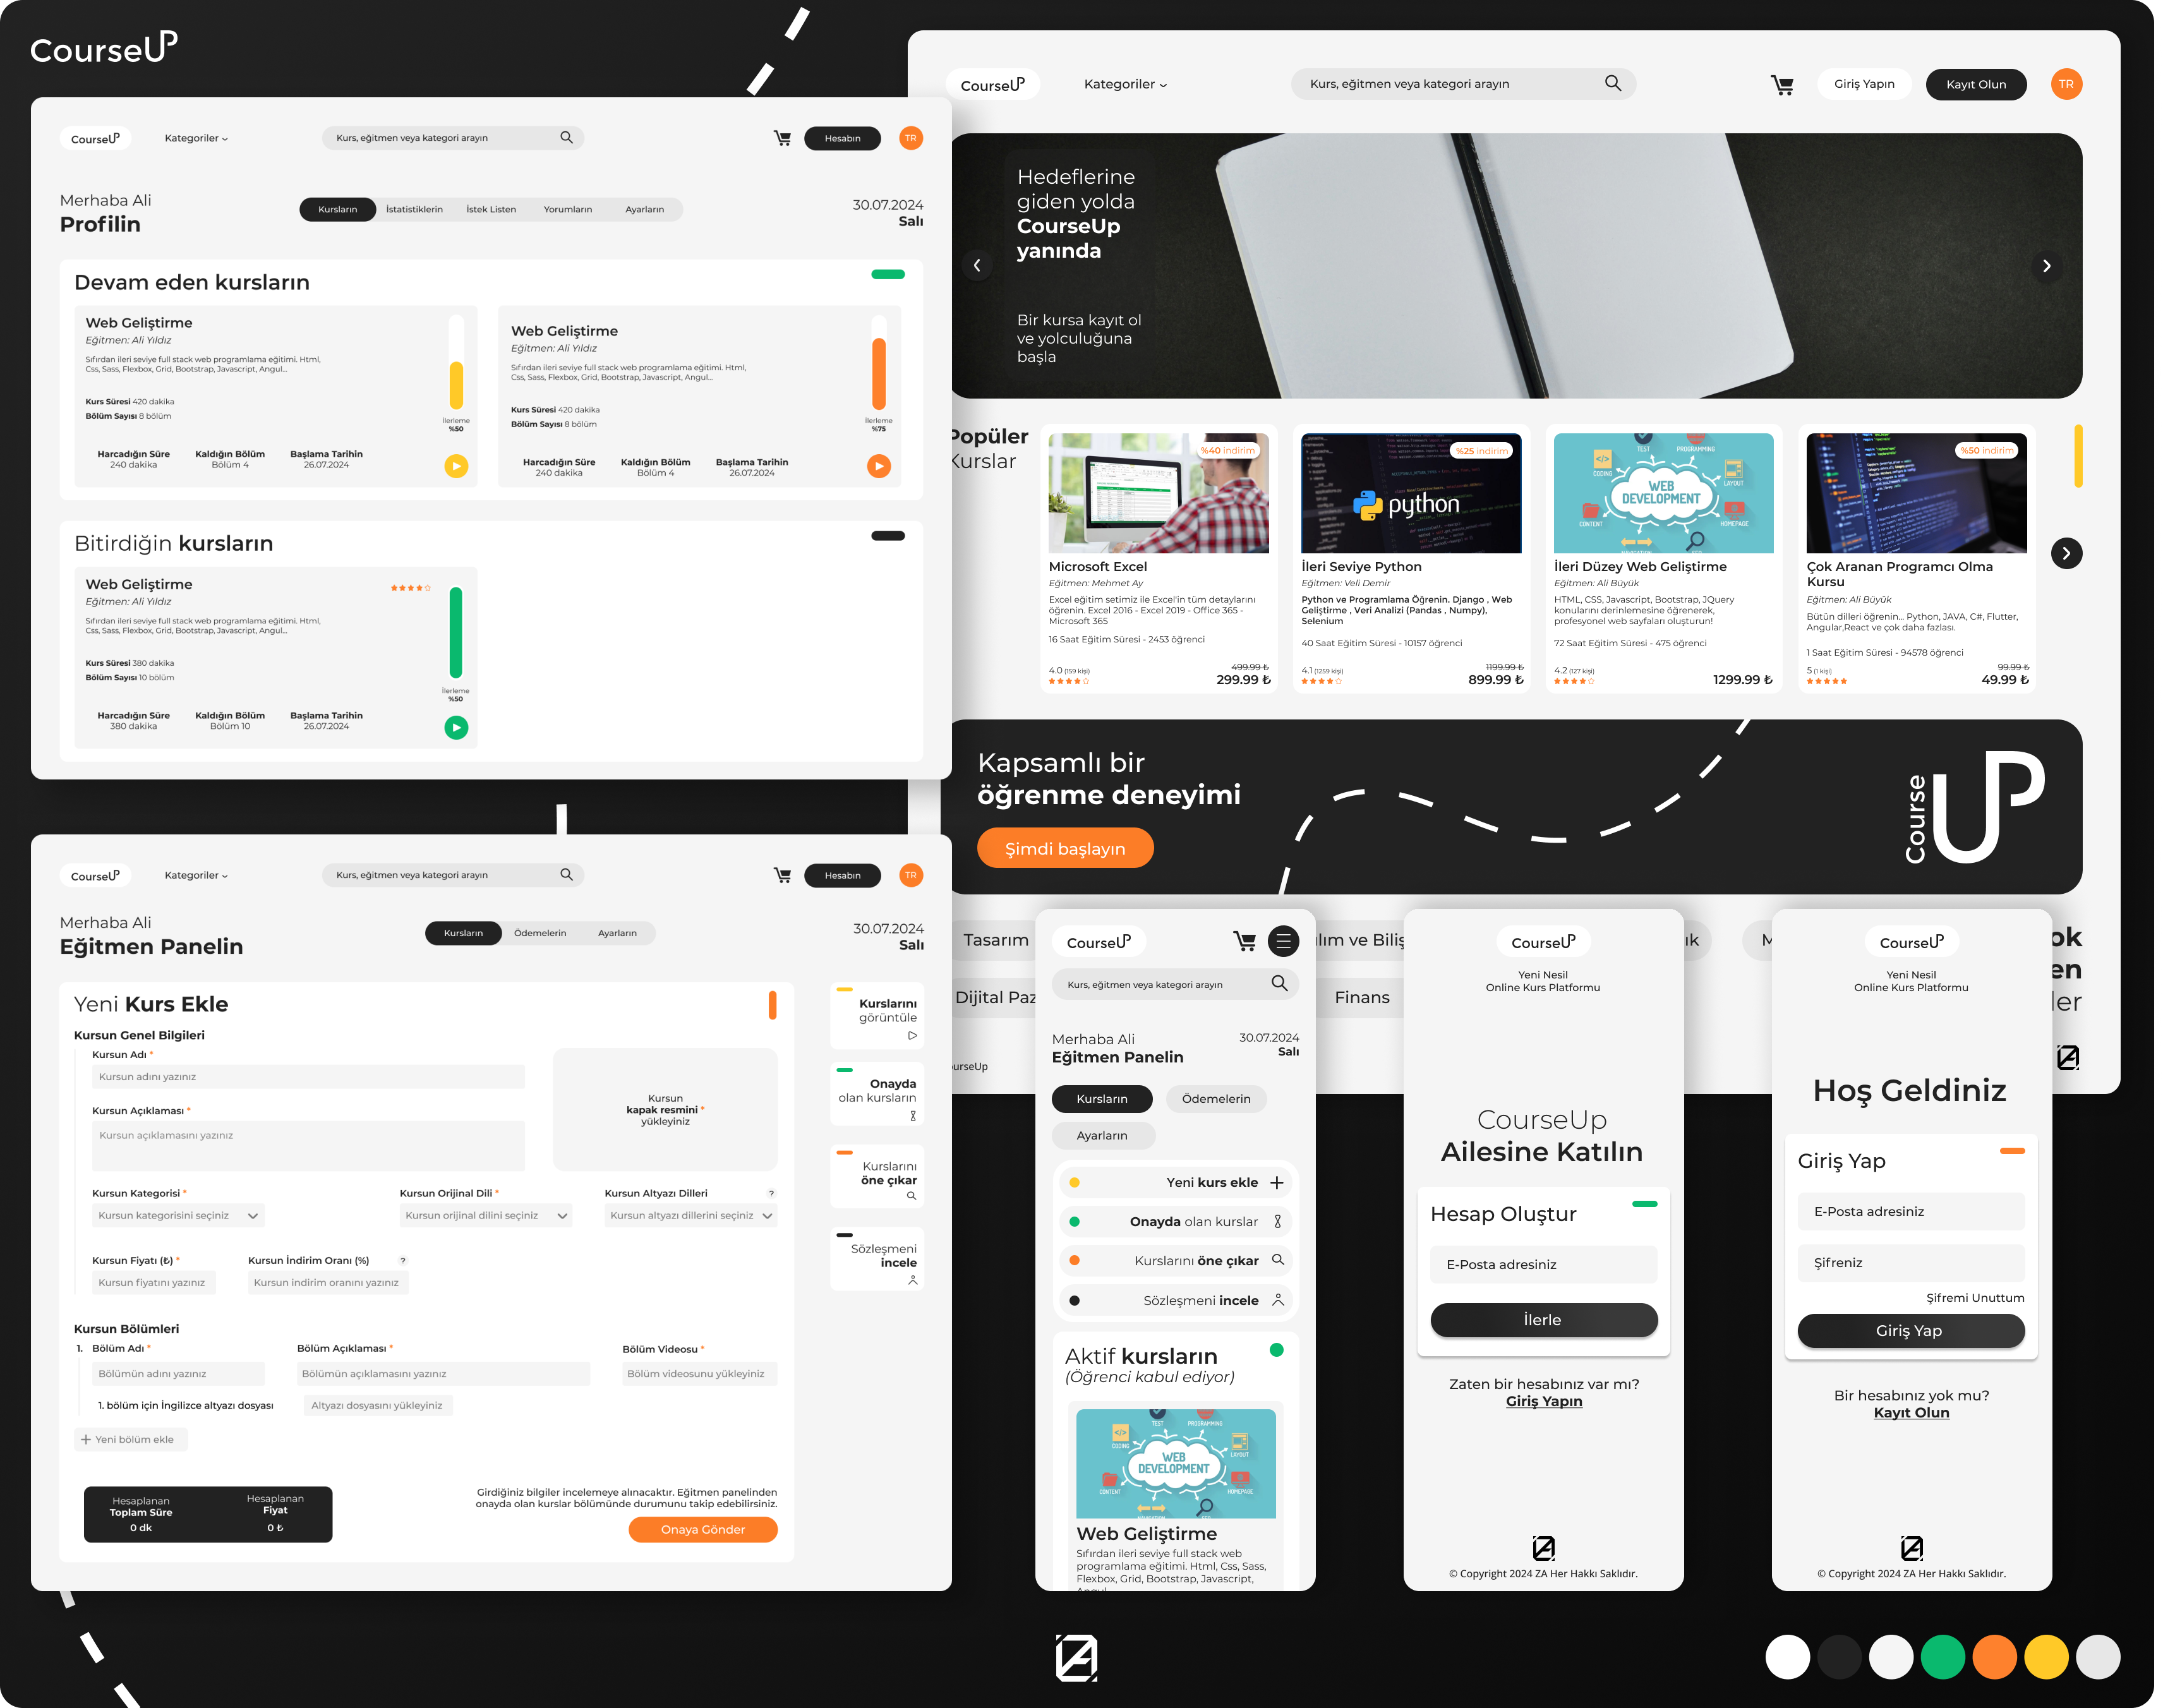 CourseUP
CourseUP
Kategoriler
Kurs, eğitmen veya kategori arayın
Hesabın
TR
Merhaba Ali
Profilin
Kursların
İstatistiklerin
İstek Listen
Yorumların
Ayarların
30.07.2024
Salı
Devam eden kursların
Web Geliştirme
Eğitmen: Ali Yıldız
Sıfırdan ileri seviye full stack web programlama eğitimi. Html,
Css, Sass, Flexbox, Grid, Bootstrap, Javascript, Angul...
Kurs Süresi 420 dakika
Bölüm Sayısı 8 bölüm
İlerleme
%50
Harcadığın Süre
240 dakika
Kaldığın Bölüm
Bölüm 4
Başlama Tarihin
26.07.2024
Web Geliştirme
Eğitmen: Ali Yıldız
Sıfırdan ileri seviye full stack web programlama eğitimi. Html,
Css, Sass, Flexbox, Grid, Bootstrap, Javascript, Angul...
Kurs Süresi 420 dakika
Bölüm Sayısı 8 bölüm
İlerleme
%75
Harcadığın Süre
240 dakika
Kaldığın Bölüm
Bölüm 4
Başlama Tarihin
26.07.2024
Bitirdiğin kursların
Web Geliştirme
Eğitmen: Ali Yıldız
Sıfırdan ileri seviye full stack web programlama eğitimi. Html,
Css, Sass, Flexbox, Grid, Bootstrap, Javascript, Angul...
Kurs Süresi 380 dakika
Bölüm Sayısı 10 bölüm
İlerleme
%50
Harcadığın Süre
380 dakika
Kaldığın Bölüm
Bölüm 10
Başlama Tarihin
26.07.2024
CourseUP
Kategoriler
Kurs, eğitmen veya kategori arayın
Giriş Yapın
Kayıt Olun
TR
Hedeflerine
giden yolda
CourseUp
yanında
Bir kursa kayıt ol
ve yolculuğuna
başla
Popüler
Kurslar
%40 indirim
Microsoft Excel
Eğitmen: Mehmet Ay
Excel eğitim setimiz ile Excel'in tüm detaylarını
öğrenin. Excel 2016 - Excel 2019 - Office 365 -
Microsoft 365
16 Saat Eğitim Süresi - 2453 öğrenci
4.0 (159 kişi)
499.99 ₺
299.99 ₺
%25 indirim
python
İleri Seviye Python
Eğitmen: Veli Demir
Python ve Programlama Öğrenin. Django , Web
Geliştirme , Veri Analizi (Pandas , Numpy),
Selenium
40 Saat Eğitim Süresi - 10157 öğrenci
4.1 (1259 kişi)
1199.99 ₺
899.99 ₺
TEST
PROGRAMMING
CODING
LAYOUT
WEB
DEVELOPMENT
CONTENT
HOMEPAGE
İleri Düzey Web Geliştirme
Eğitmen: Ali Büyük
HTML, CSS, Javascript, Bootstrap, JQuery
konularını derinlemesine öğrenerek,
profesyonel web sayfaları oluşturun!
72 Saat Eğitim Süresi - 475 öğrenci
4.2 (127 kişi)
1299.99 ₺
%50 indirim
Çok Aranan Programcı Olma
Kursu
Eğitmen: Ali Büyük
Bütün dilleri öğrenin... Python, JAVA, C#, Flutter,
Angular,React ve çok daha fazlası.
1 Saat Eğitim Süresi - 94578 öğrenci
5 (1 kişi)
99.99 ₺
49.99 ₺
Kapsamlı bir
öğrenme deneyimi
Şimdi başlayın
Course UP
Tasarım
lım ve Biliş
ık
M
ok
en
ler
Dijital Paz
Finans
urseUp
CourseUP
Kategoriler
Kurs, eğitmen veya kategori arayın
Hesabın
TR
Merhaba Ali
Eğitmen Panelin
Kursların
Ödemelerin
Ayarların
30.07.2024
Salı
Yeni Kurs Ekle
Kursun Genel Bilgileri
Kursun Adı *
Kursun adını yazınız
Kursun Açıklaması *
Kursun açıklamasını yazınız
Kursun
kapak resmini *
yükleyiniz
Kursun Kategorisi *
Kursun kategorisini seçiniz
Kursun Orijinal Dili *
Kursun orijinal dilini seçiniz
Kursun Altyazı Dilleri
?
Kursun altyazı dillerini seçiniz
Kursun Fiyatı (₺) *
Kursun fiyatını yazınız
Kursun İndirim Oranı (%)
?
Kursun indirim oranını yazınız
Kursun Bölümleri
1. Bölüm Adı *
Bölümün adını yazınız
Bölüm Açıklaması *
Bölümün açıklamasını yazınız
Bölüm Videosu *
Bölüm videosunu yükleyiniz
1. bölüm için İngilizce altyazı dosyası
Altyazı dosyasını yükleyiniz
+ Yeni bölüm ekle
Hesaplanan
Toplam Süre
0 dk
Hesaplanan
Fiyat
0 ₺
Girdiğiniz bilgiler incelemeye alınacaktır. Eğitmen panelinden
onayda olan kurslar bölümünde durumunu takip edebilirsiniz.
Onaya Gönder
Kurslarını
görüntüle
Onayda
olan kursların
Kurslarını
öne çıkar
Sözleşmeni
incele
CourseUP
Kurs, eğitmen veya kategori arayın
Merhaba Ali
Eğitmen Panelin
30.07.2024
Salı
Kursların
Ödemelerin
Ayarların
Yeni kurs ekle
Onayda olan kurslar
Kurslarını öne çıkar
Sözleşmeni incele
Aktif kursların
(Öğrenci kabul ediyor)
TEST
PROGRAMMING
CODING
LAYOUT
WEB
DEVELOPMENT
CONTENT
HOMEPAGE
Web Geliştirme
Sıfırdan ileri seviye full stack web
programlama eğitimi. Html, Css, Sass,
Flexbox, Grid, Bootstrap, Javascript,
CourseUP
Yeni Nesil
Online Kurs Platformu
CourseUp
Ailesine Katılın
Hesap Oluştur
E-Posta adresiniz
İlerle
Zaten bir hesabınız var mı?
Giriş Yapın
© Copyright 2024 ZA Her Hakkı Saklıdır.
CourseUP
Yeni Nesil
Online Kurs Platformu
Hoş Geldiniz
Giriş Yap
E-Posta adresiniz
Şifreniz
Şifremi Unuttum
Giriş Yap
Bir hesabınız yok mu?
Kayıt Olun
© Copyright 2024 ZA Her Hakkı Saklıdır.